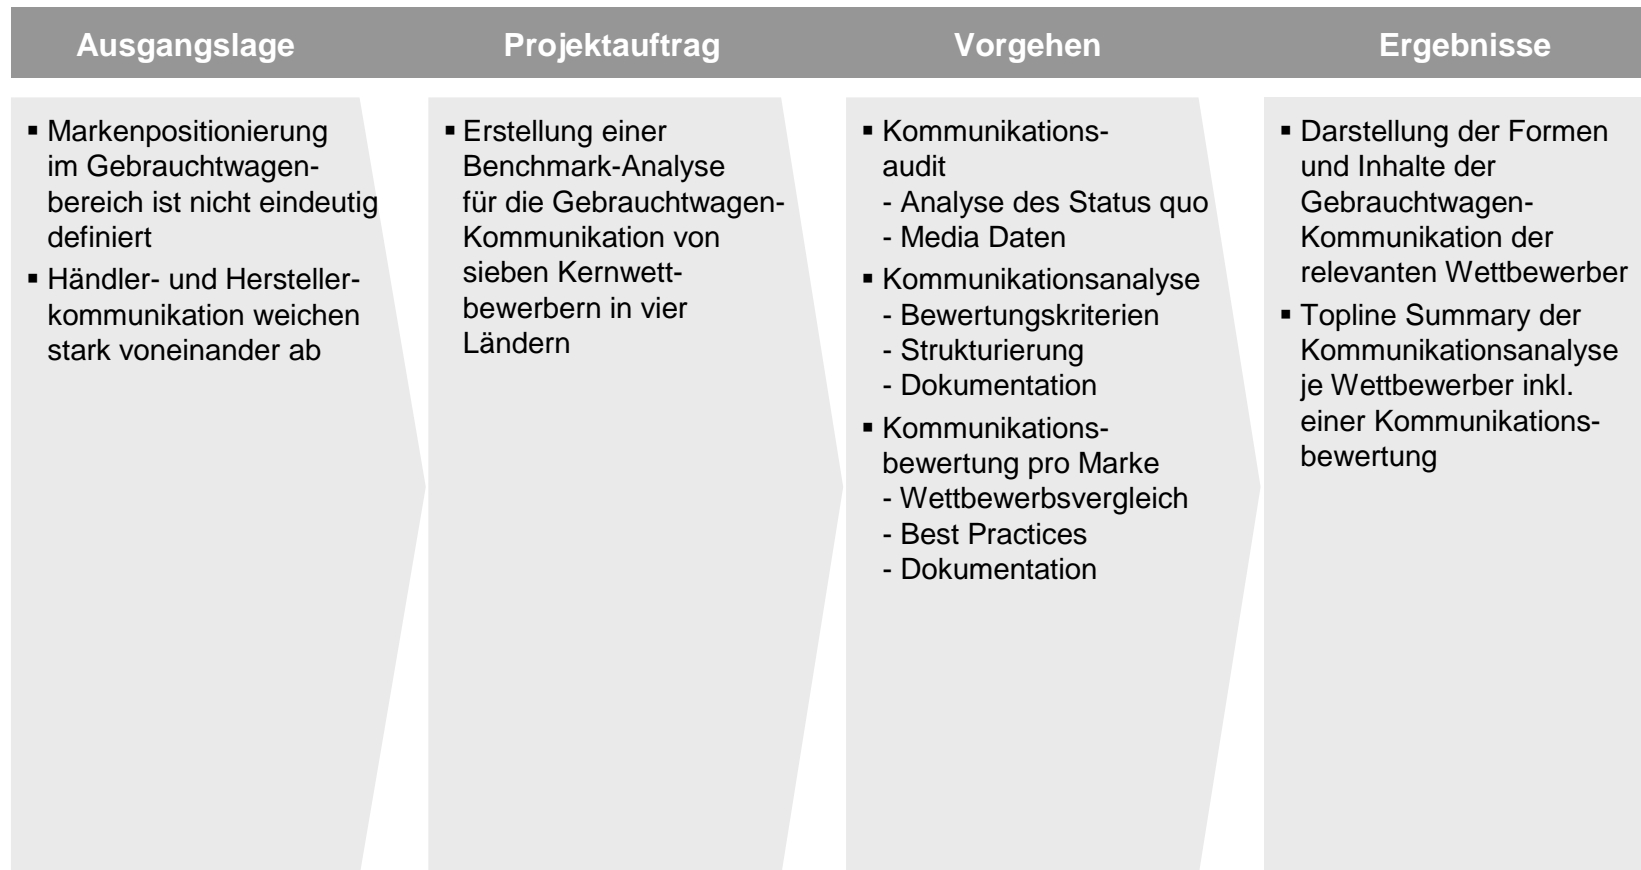 Ausgangslage
Projektauftrag
Vorgehen
Ergebnisse
▪ Markenpositionierung
im Gebrauchtwagen-
bereich ist nicht eindeutig
definiert
▪ Händler- und Hersteller-
kommunikation weichen
stark voneinander ab
▪ Erstellung einer
Benchmark-Analyse
für die Gebrauchtwagen-
Kommunikation von
sieben Kernwett-
bewerbern in vier
Ländern
▪ Kommunikations-
audit
- Analyse des Status quo
- Media Daten
▪ Kommunikationsanalyse
- Bewertungskriterien
- Strukturierung
- Dokumentation
▪ Kommunikations-
bewertung pro Marke
- Wettbewerbsvergleich
- Best Practices
- Dokumentation
▪ Darstellung der Formen
und Inhalte der
Gebrauchtwagen-
Kommunikation der
relevanten Wettbewerber
▪ Topline Summary der
Kommunikationsanalyse
je Wettbewerber inkl.
einer Kommunikations-
bewertung